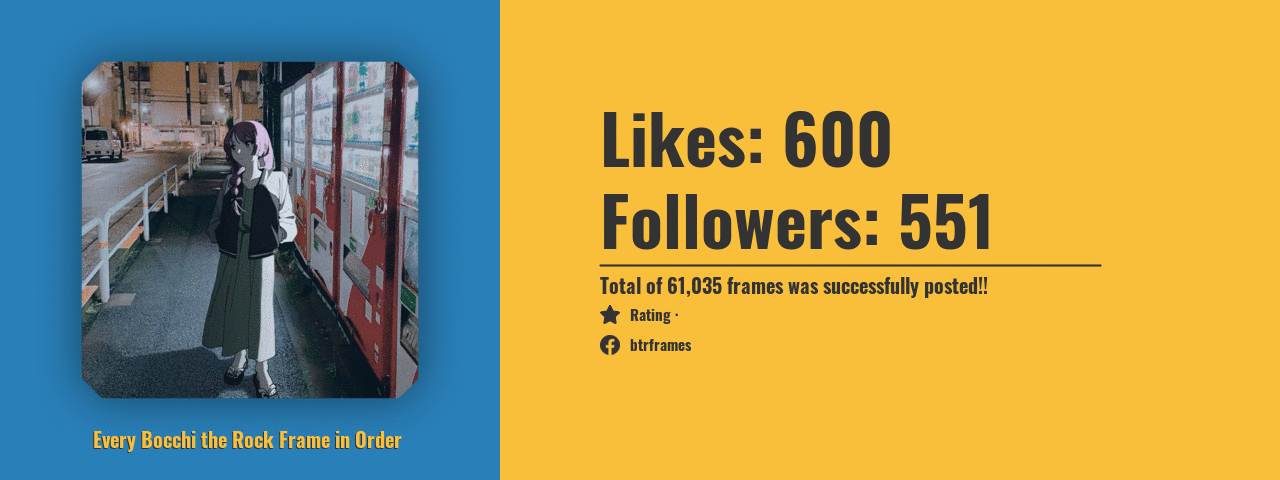 Likes: 600
Followers: 551
Total of 61,035 frames was successfully posted!!
Rating ·
btrframes
Every Bocchi the Rock Frame in Order